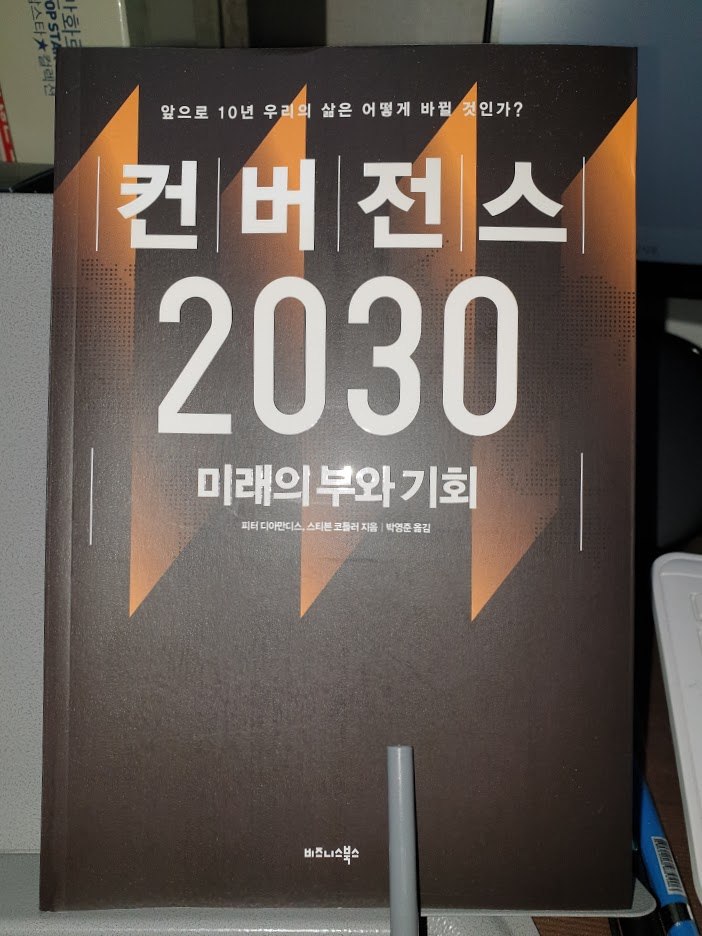 앞으로 10년 우리의 삶은 어떻게 바뀔 것인가?
컨버전스
2030
미래의 부와 기회
피터 디아만디스, 스티븐 코틀러 지음 | 박영준 옮김
비즈니스북스